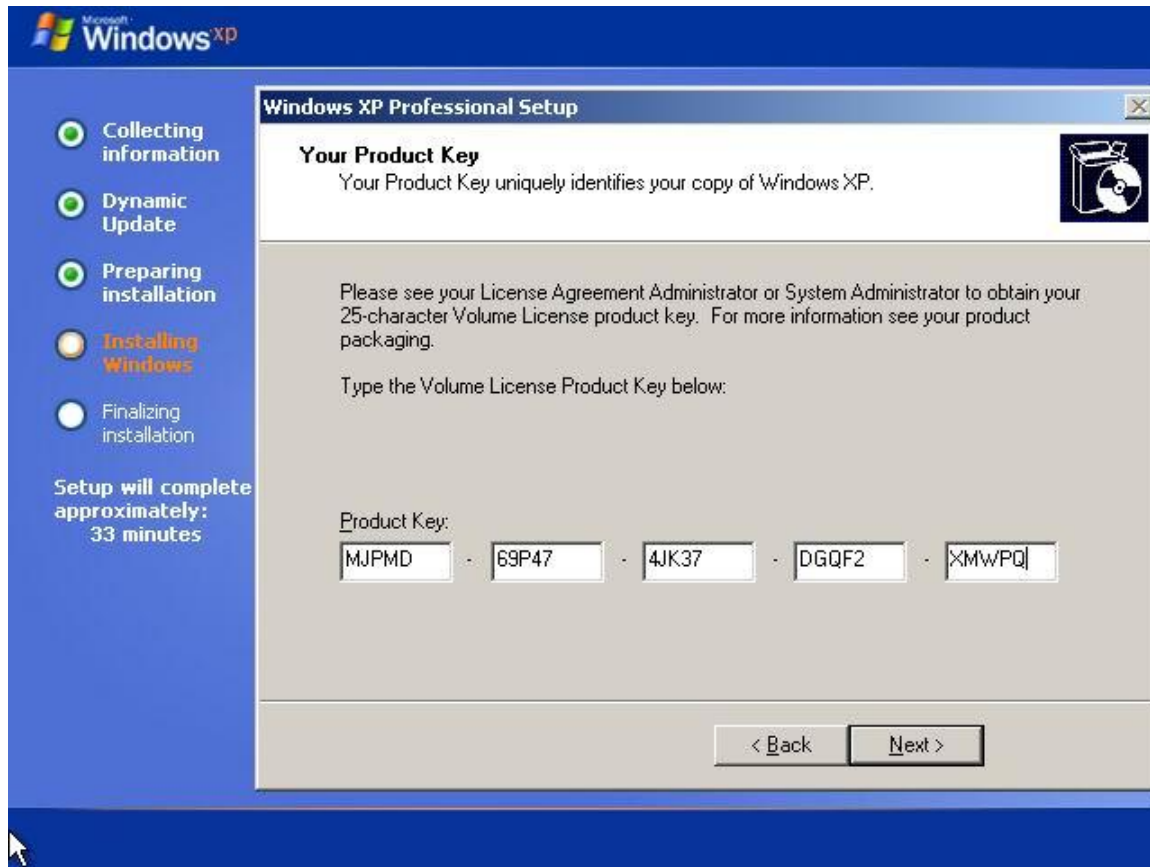 Microsoft
Windows xp
Collecting
information
Dynamic
Update
Preparing
installation
Installing
Windows
Finalizing
installation
Setup will complete
approximately:
33 minutes
Windows XP Professional Setup
Your Product Key
Your Product Key uniquely identifies your copy of Windows XP.
Please see your License Agreement Administrator or System Administrator to obtain your
25-character Volume License product key.  For more information see your product
packaging.
Type the Volume License Product Key below:
Product Key:
MJPMD - 69P47 - 4JK37 - DGQF2 - XMWPQ
< Back Next >